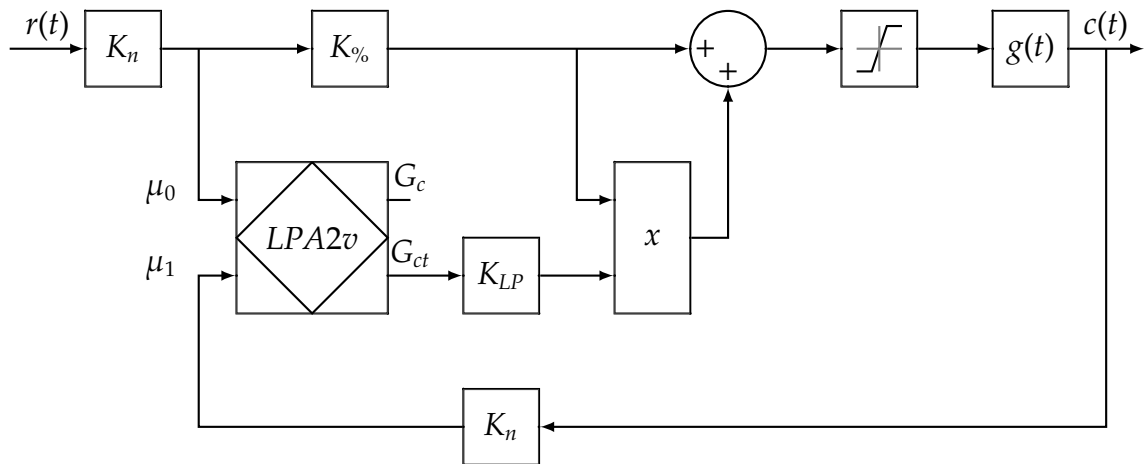 r(t)
K_n
K_%
+
+
g(t)
c(t)
μ_0
G_c
LPA2v
x
μ_1
G_ct
K_LP
K_n